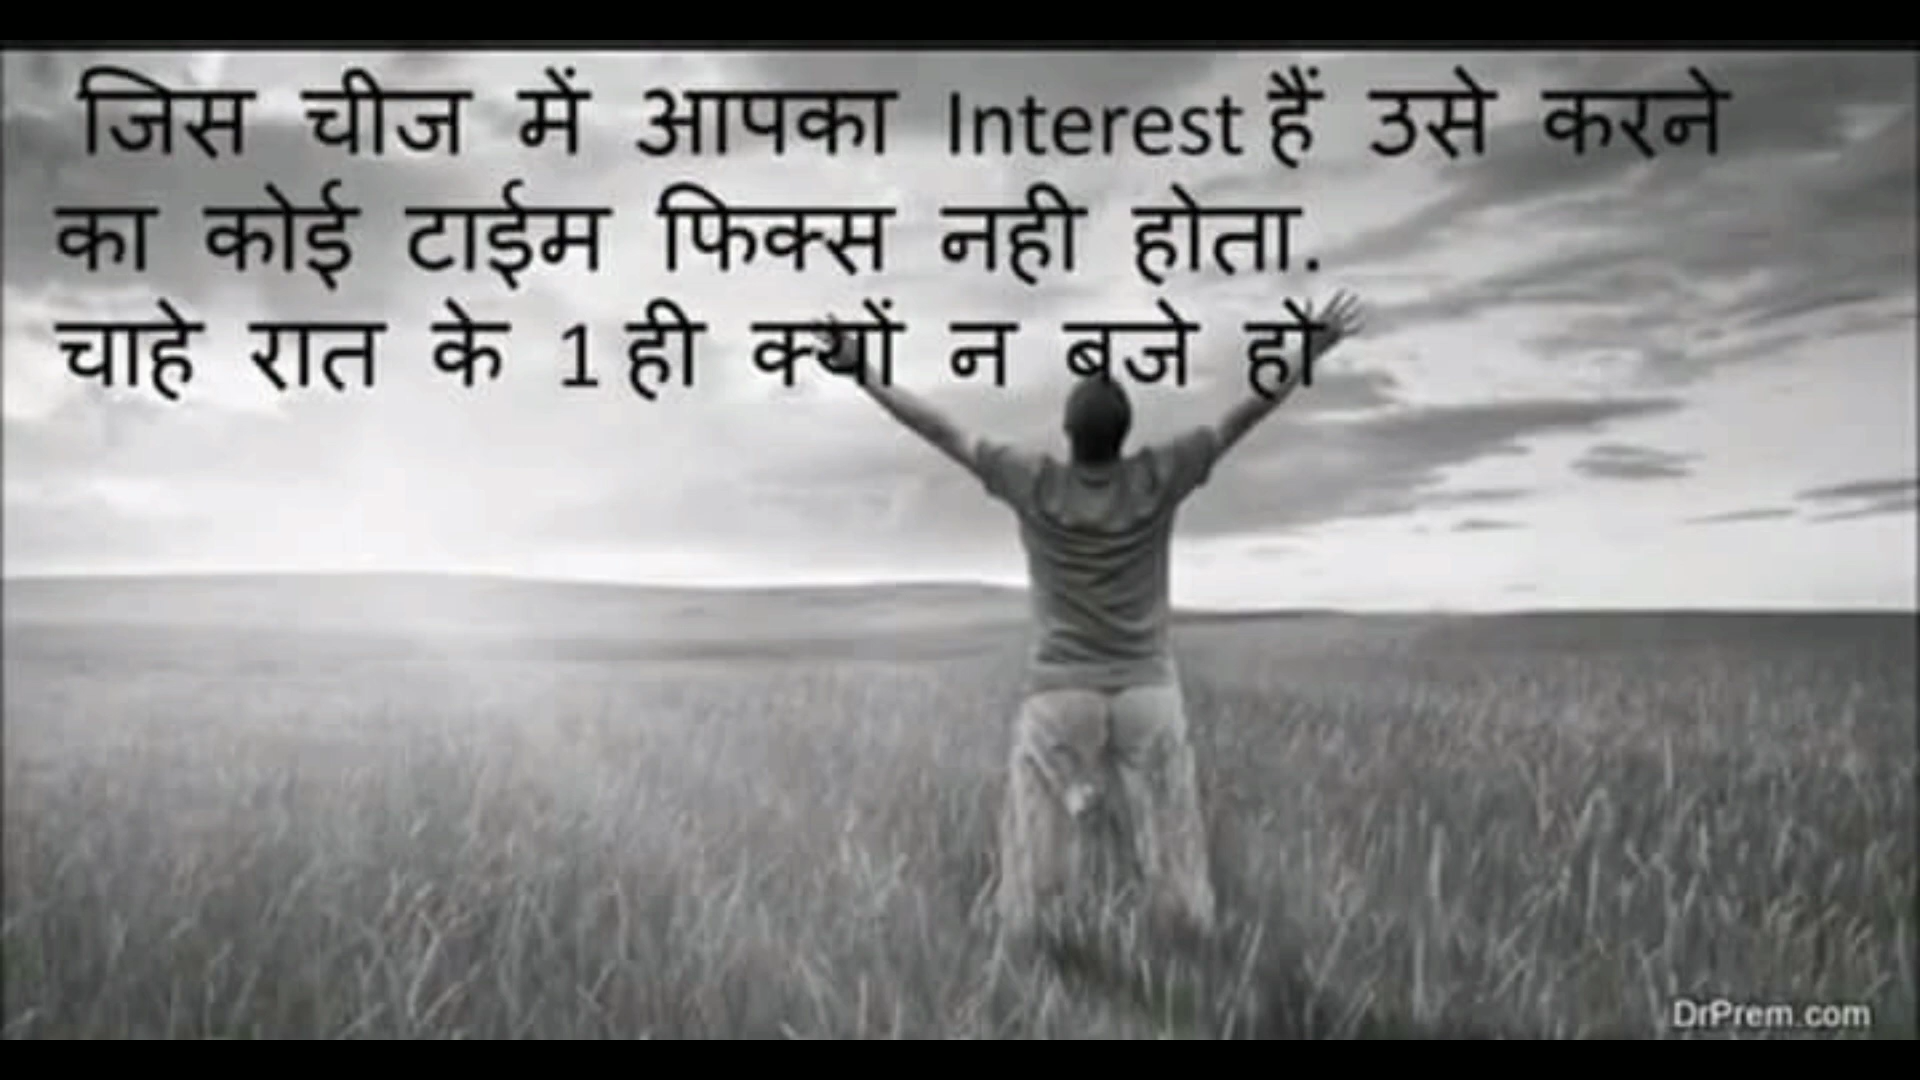 जिस चीज में आपका Interest हैं उसे करने
का कोई टाईम फिक्स नही होता.
चाहे रात के 1 ही क्यों न बजे हो
DrPrem.com